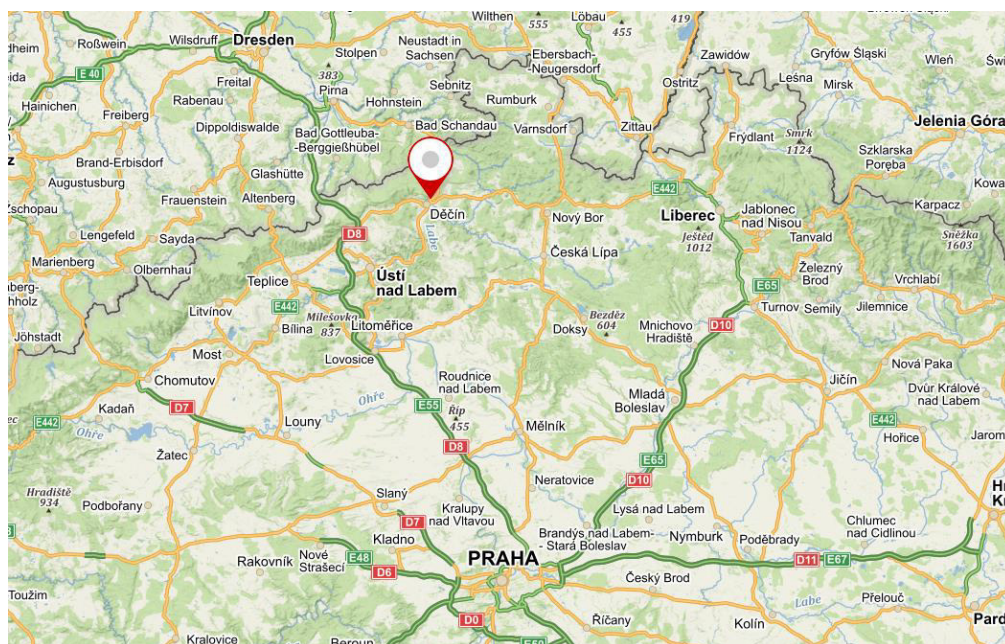 Wilthen
555
Löbau
455
419
Roßwein
Wilsdruff
Dresden
Stolpen
Neustadt in
Sachsen
Ebersbach
-Neugersdorf
Ostritz
Zawidów
Gryfów Śląski
Wleń
Leśna
Mirsk
E 40
Freital
383
Pirna
Sebnitz
Hainichen
Freiberg
Rabenau
Hohnstein
Rumburk
Dippoldiswalde
Bad Gottleuba-
-Berggießhübel
Bad Schandau
Varnsdorf
Zittau
Frýdlant
Smrk
1124
Jelenia Góra
Szklarska
Poręba
Brand-Erbisdorf
Augustusburg
Glashütte
Zschopau
Frauenstein
Altenberg
Děčín
Nový Bor
E442
Liberec
Jablonec
nad Nisou
Karpacz
Lengefeld
Sayda
D8
Labe
Ještěd
1012
Tanvald
Sněžka
1603
Marienberg
Olbernhau
Ústí
nad Labem
Česká Lípa
Železný
Brod
Vrchlabí
Teplice
E65
Jöhstadt
Litvínov
E442
Bílina
Milešovka
837
Litoměřice
Doksy
Bezděz
604
Mnichovo
Hradiště
D10
Turnov
Semily
Jilemnice
Most
Lovosice
Nová Paka
Chomutov
Roudnice
nad Labem
Mladá
Boleslav
Jičín
Dvůr Králové
nad Labem
Kadaň
D7
Ohře
E55
Říp
455
E442
Ohře
Louny
Mělník
E442
Hořice
Jarom
Žatec
D8
E65
D10
Hradiště
934
Podbořany
Slaný
Neratovice
Kralupy
nad Vltavou
Lysá nad Labem
D7
Brandýs nad Labem-
-Stará Boleslav
Nymburk
Chlumec
nad Cidlinou
Rakovník
Nové
Strašecí
Kladno
E48
D6
PRAHA
Poděbrady
D11
E67
Český Brod
Toužim
D0
Říčany
Kolín
Labe
Přelouč
Pard
Kralovice
Beroun
E50